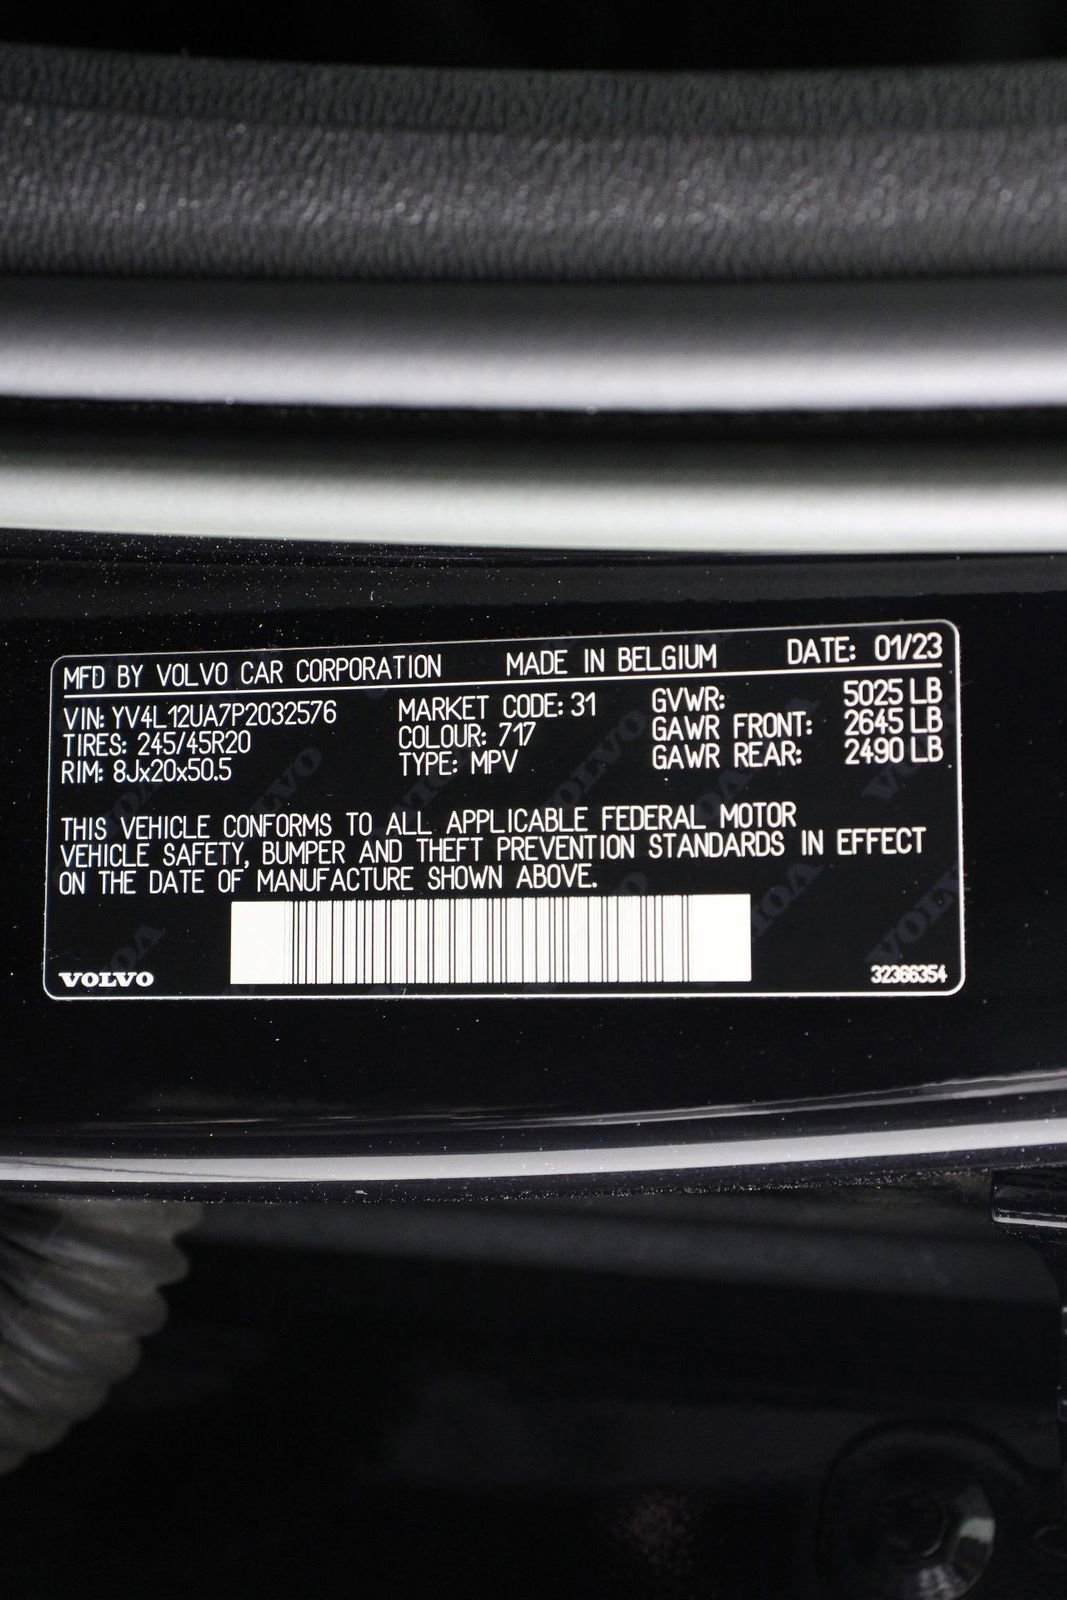 MFD BY VOLVO CAR CORPORATION MADE IN BELGIUM DATE: 01/23
VIN: YV4L12UA7P2032576 MARKET CODE: 31 GVWR: 5025 LB
TIRES: 245/45R20 COLOUR: 717 GAWR FRONT: 2645 LB
RIM: 8Jx20x50.5 TYPE: MPV GAWR REAR: 2490 LB
THIS VEHICLE CONFORMS TO ALL APPLICABLE FEDERAL MOTOR
VEHICLE SAFETY, BUMPER AND THEFT PREVENTION STANDARDS IN EFFECT
ON THE DATE OF MANUFACTURE SHOWN ABOVE.
VOLVO 32366354